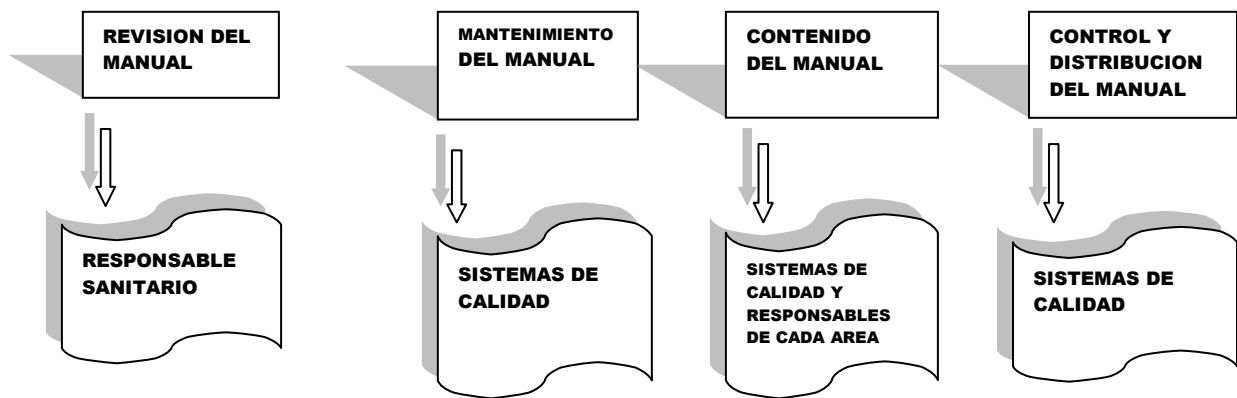 REVISION DEL
MANUAL
MANTENIMIENTO
DEL MANUAL
CONTENIDO
DEL MANUAL
CONTROL Y
DISTRIBUCION
DEL MANUAL
RESPONSABLE
SANITARIO
SISTEMAS DE
CALIDAD
SISTEMAS DE
CALIDAD Y
RESPONSABLES
DE CADA AREA
SISTEMAS DE
CALIDAD